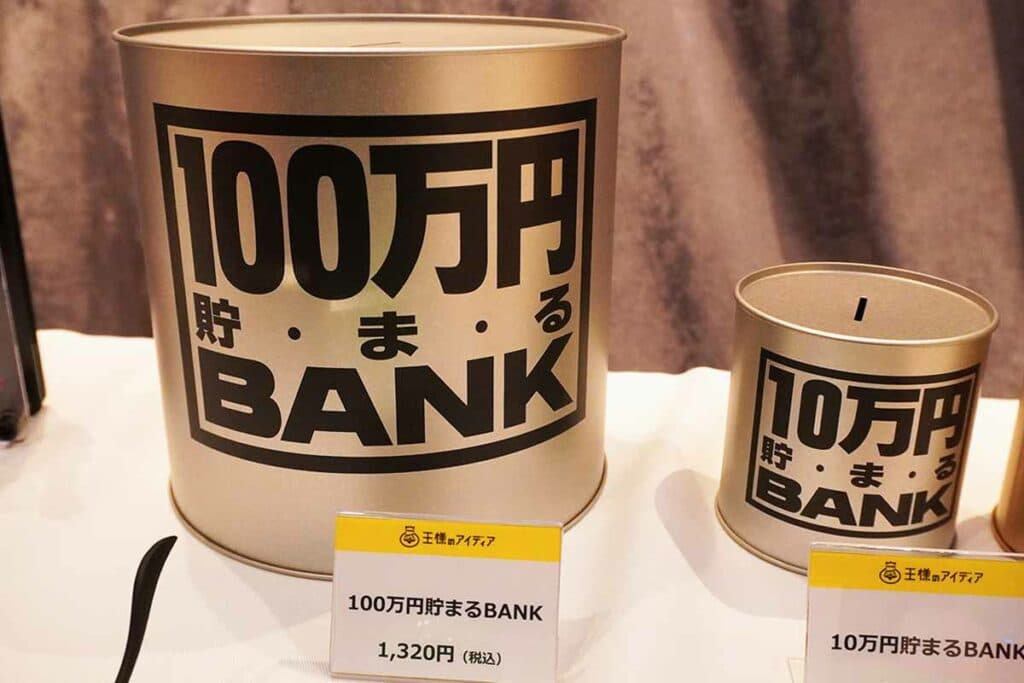 100万円
貯・ま・る
BANK
10万円
貯・ま・る
BANK
王様のアイディア
100万円貯まるBANK
1,320円（税込）
王様のアイディア
10万円貯まるBANK